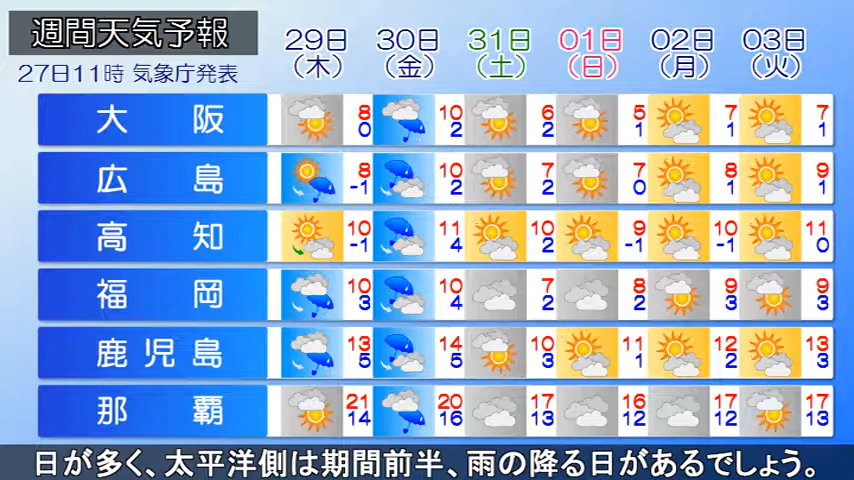 週間天気予報
27日11時 気象庁発表
29日 30日 31日 01日 02日 03日
(木) (金) (土) (日) (月) (火)
大阪 8 0 10 2 6 2 5 1 7 1 7 1
広島 8 -1 10 2 7 2 7 0 8 1 9 1
高知 10 -1 11 4 10 2 9 -1 10 -1 11 0
福岡 10 3 10 4 7 2 8 2 9 3 9 3
鹿児島 13 5 14 5 10 3 11 1 12 2 13 3
那覇 21 14 20 16 17 13 16 12 17 12 17 13
日が多く、太平洋側は期間前半、雨の降る日があるでしょう。